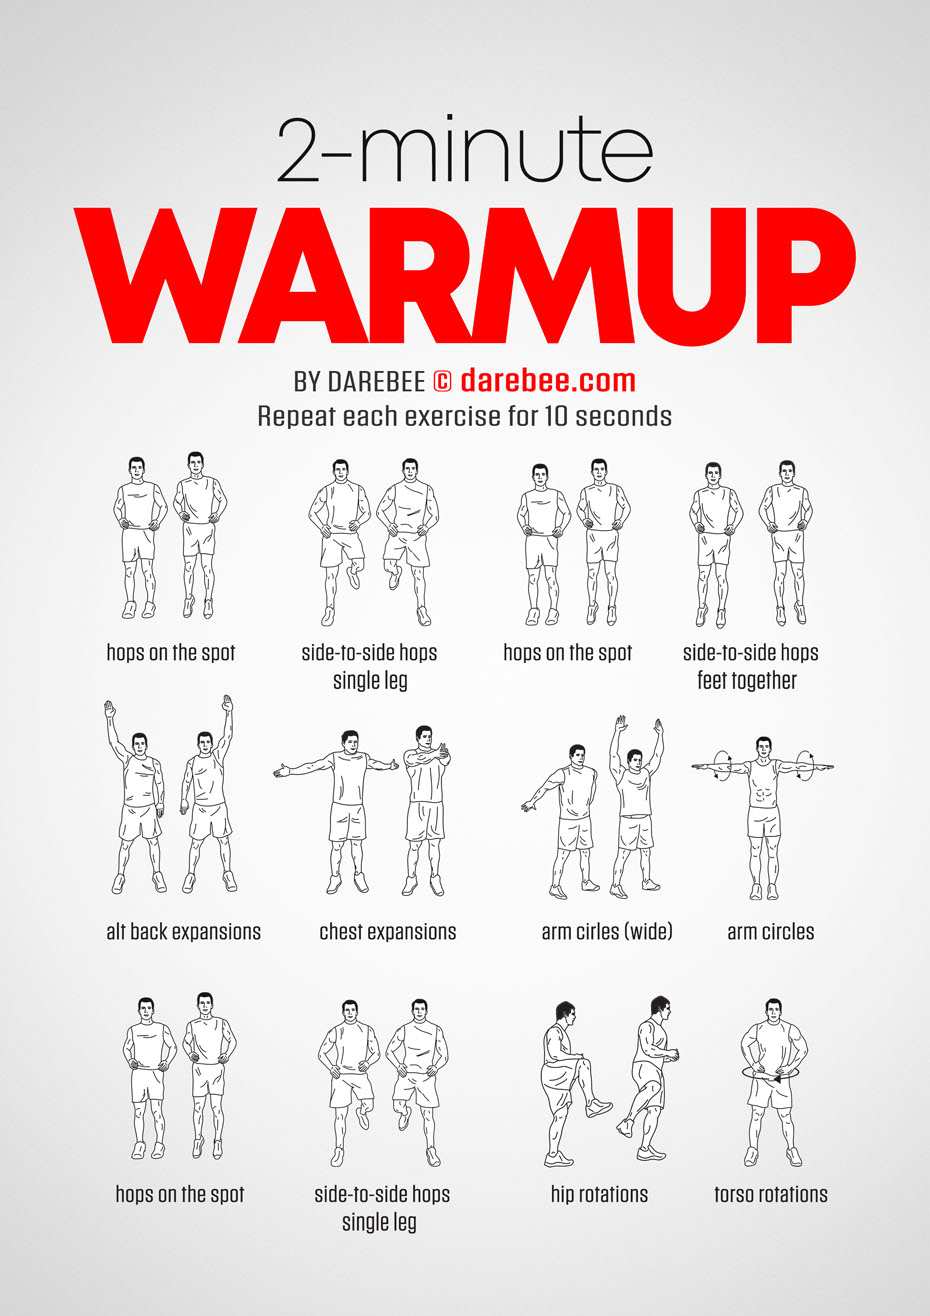 2-minute
WARMUP
BY DAREBEE © darebee.com
Repeat each exercise for 10 seconds
hops on the spot
side-to-side hops
single leg
hops on the spot
side-to-side hops
feet together
alt back expansions
chest expansions
arm cirles (wide)
arm circles
hops on the spot
side-to-side hops
single leg
hip rotations
torso rotations